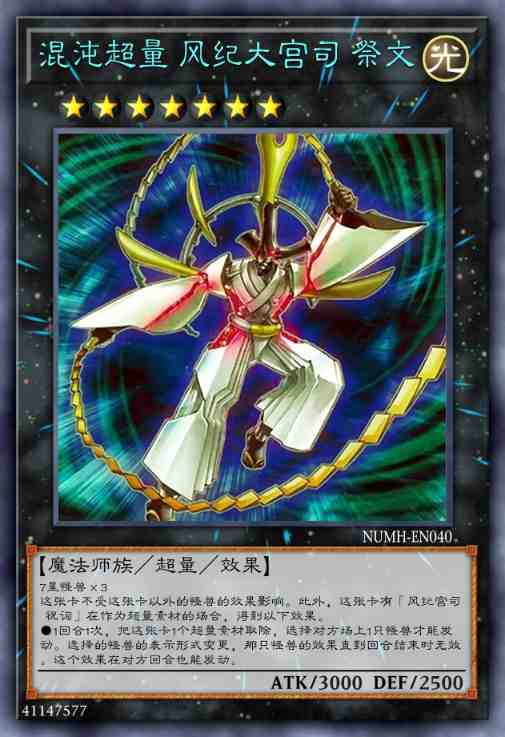 混沌超量 风纪大宫司 祭文
光
NUMH-EN040
【魔法师族／超量／效果】
7星怪兽×3
这张卡不受这张卡以外的怪兽的效果影响。此外，这张卡有「风纪宫司
祝词」在作为超量素材的场合，得到以下效果。
●1回合1次，把这张卡1个超量素材取除，选择对方场上1只怪兽才能发
动。选择的怪兽的表示形式变更，那只怪兽的效果直到回合结束时无效
。这个效果在对方回合也能发动。
ATK/3000 DEF/2500
41147577